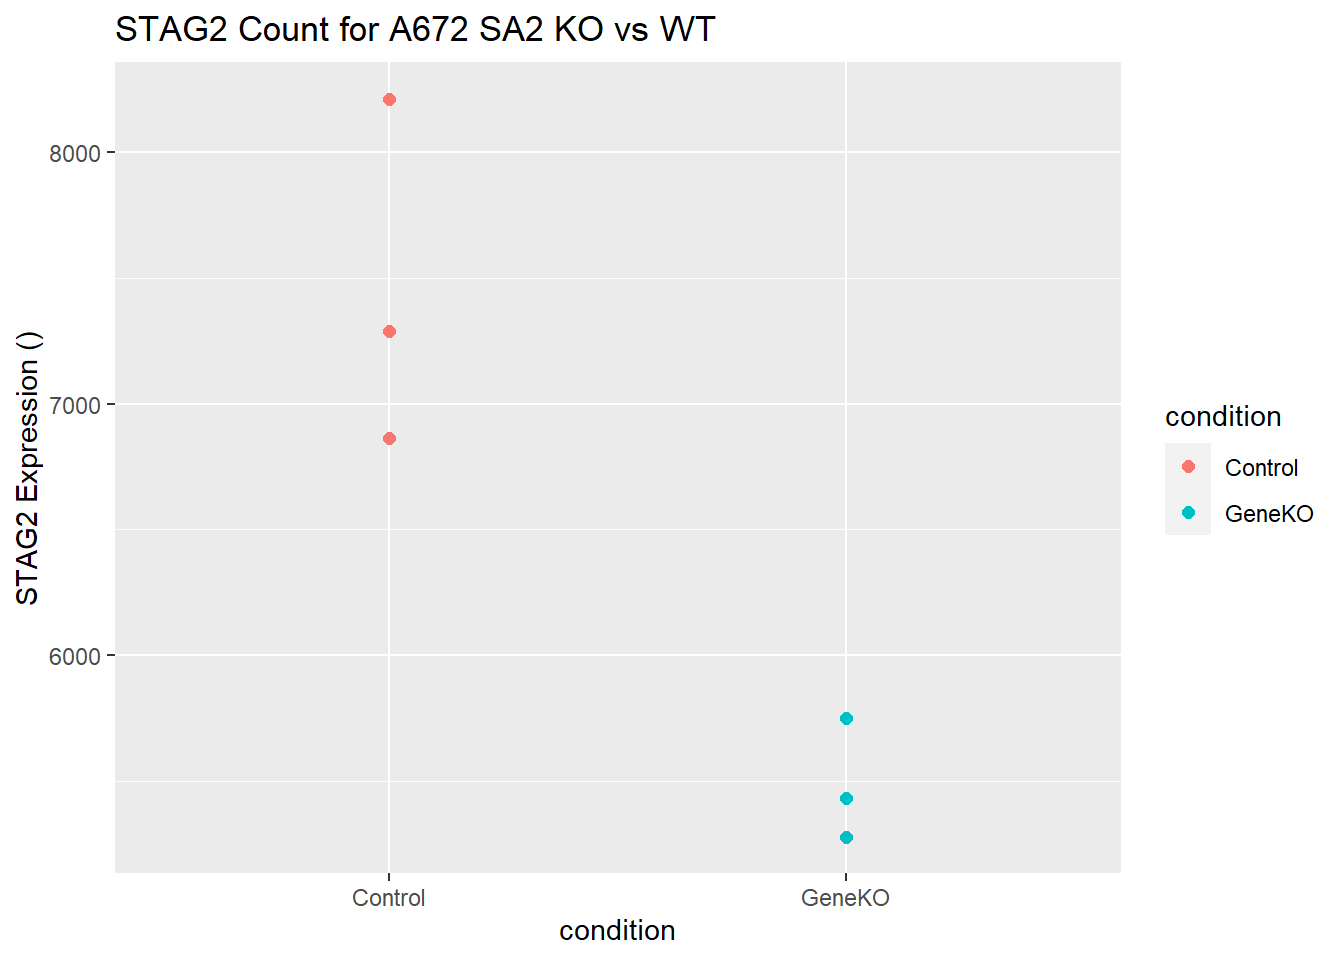 STAG2 Count for A672 SA2 KO vs WT
8000
7000
6000
STAG2 Expression ()
Control
GeneKO
condition
condition
Control
GeneKO